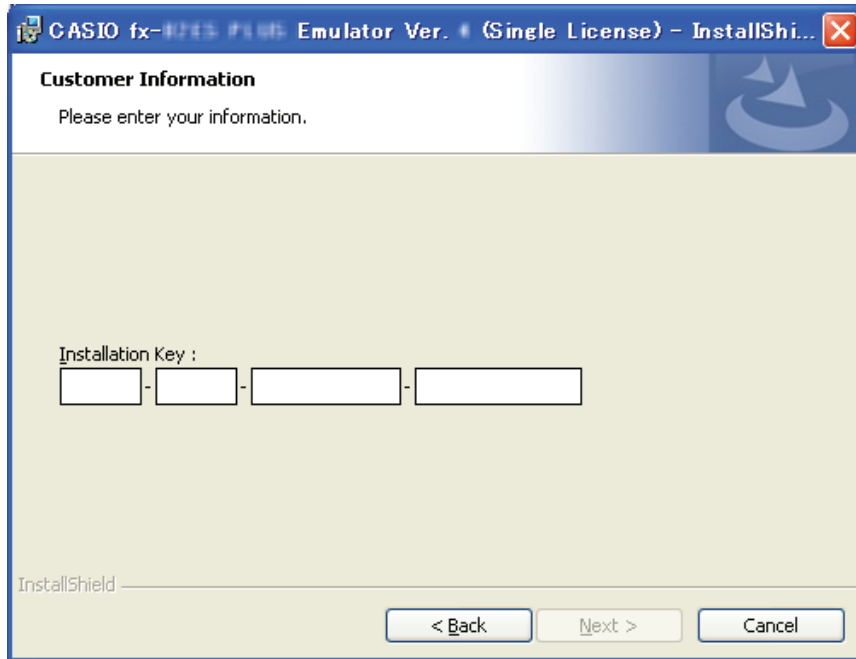 CASIO fx- Emulator Ver. (Single License) - InstallShi...
Customer Information
Please enter your information.
Installation Key :
- - -
InstallShield
< Back Next > Cancel